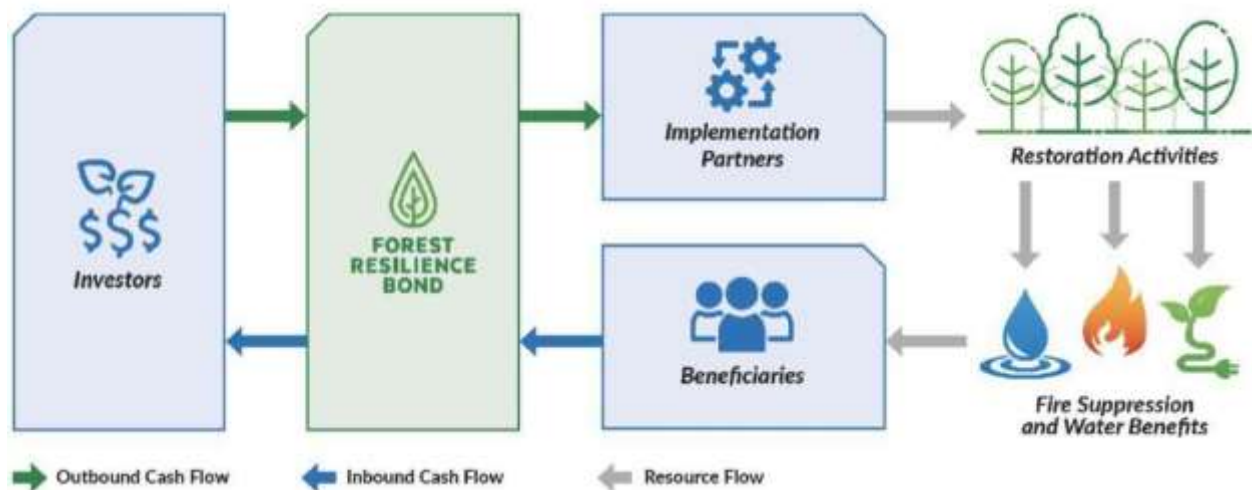 Investors
FOREST
RESILIENCE
BOND
Implementation
Partners
Restoration Activities
Beneficiaries
Fire Suppression
and Water Benefits
Outbound Cash Flow
Inbound Cash Flow
Resource Flow